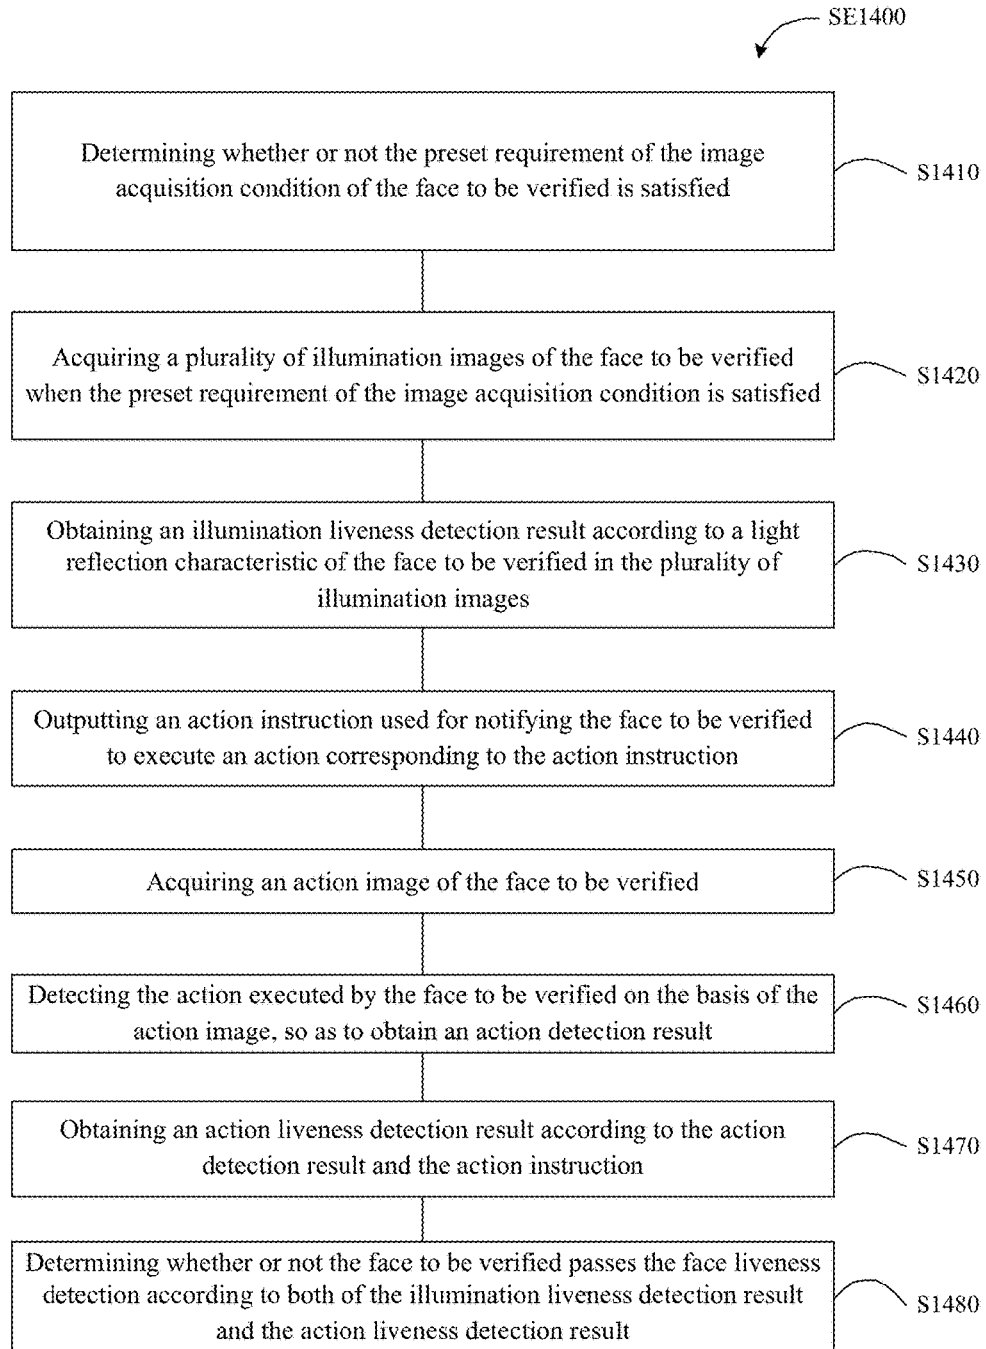 SE1400
Determining whether or not the preset requirement of the image
acquisition condition of the face to be verified is satisfied
S1410
Acquiring a plurality of illumination images of the face to be verified
when the preset requirement of the image acquisition condition is satisfied
S1420
Obtaining an illumination liveness detection result according to a light
reflection characteristic of the face to be verified in the plurality of
illumination images
S1430
Outputting an action instruction used for notifying the face to be verified
to execute an action corresponding to the action instruction
S1440
Acquiring an action image of the face to be verified
S1450
Detecting the action executed by the face to be verified on the basis of the
action image, so as to obtain an action detection result
S1460
Obtaining an action liveness detection result according to the action
detection result and the action instruction
S1470
Determining whether or not the face to be verified passes the face liveness
detection according to both of the illumination liveness detection result
and the action liveness detection result
S1480